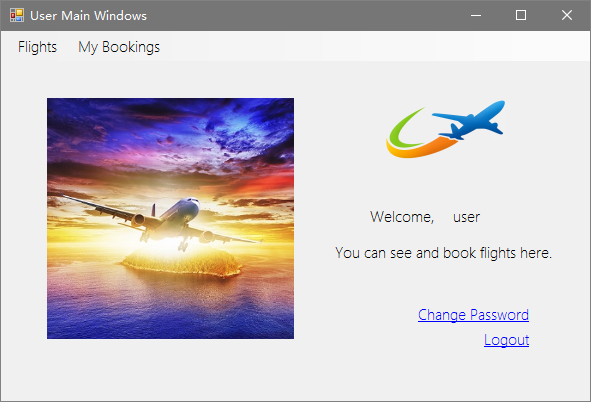 User Main Windows
Flights My Bookings
Welcome, user
You can see and book flights here.
Change Password
Logout